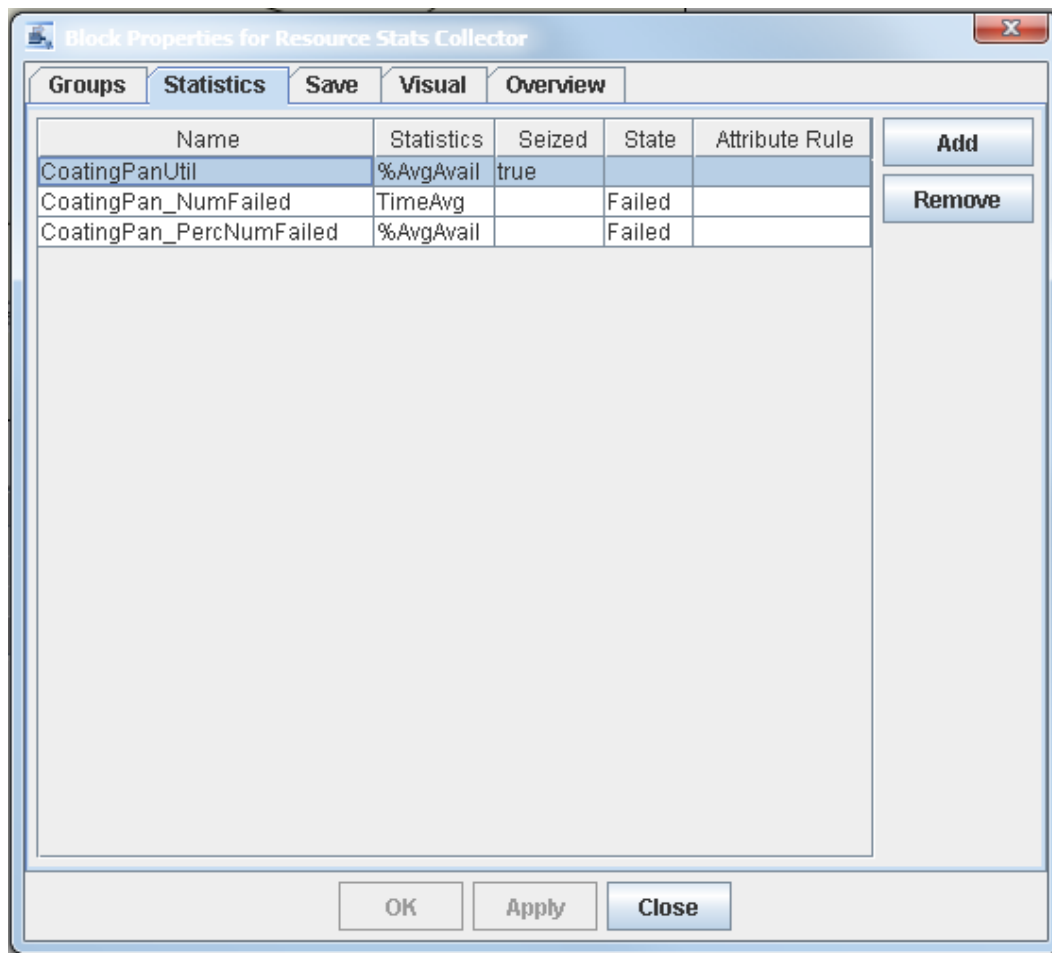 Block Properties for Resource Stats Collector
x
Groups Statistics Save Visual Overview
Name Statistics Seized State Attribute Rule Add
CoatingPanUtil %AvgAvail true
CoatingPan_NumFailed TimeAvg Failed Remove
CoatingPan_PercNumFailed %AvgAvail Failed
OK Apply Close